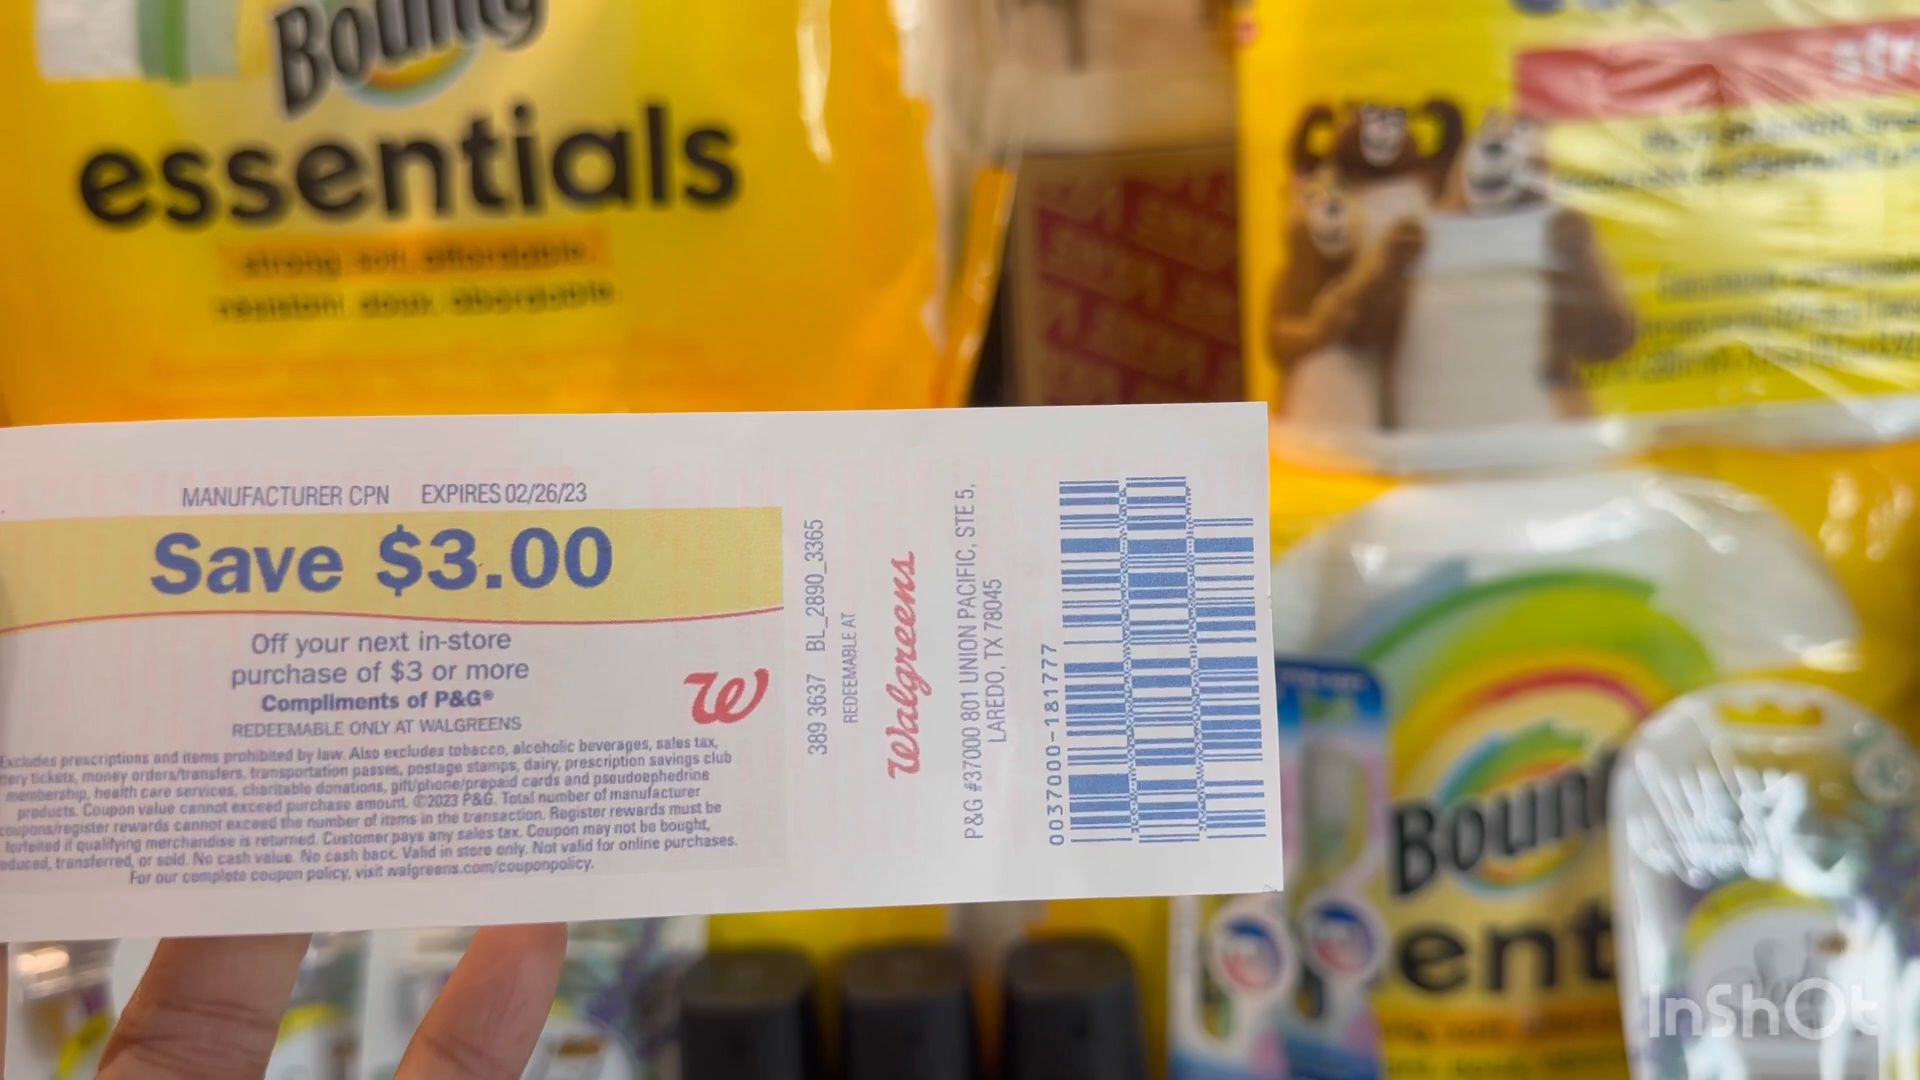 Bounty
essentials
strong soft affordable
résistant doux abordable
MANUFACTURER CPN EXPIRES 02/26/23
Save $3.00
Off your next in-store
purchase of $3 or more
Compliments of P&G®
REDEEMABLE ONLY AT WALGREENS
Excludes prescriptions and items prohibited by law. Also excludes tobacco, alcoholic beverages, sales tax,
tickets, money orders/transfers, transportation passes, postage stamps, dairy, prescription savings club
membership, health care services, charitable donations, gift/phone/prepaid cards and pseudoephedrine
products. Coupon value cannot exceed purchase amount. ©2023 P&G. Total number of manufacturer
coupons/register rewards cannot exceed the number of items in the transaction. Register rewards must be
forfeited if qualifying merchandise is returned. Customer pays any sales tax. Coupon may not be bought,
transferred, or sold. No cash value. No cash back. Valid in store only. Not valid for online purchases.
For our complete coupon policy, visit walgreens.com/couponpolicy.
W
389 3637 BL_2890_3365
REDEEMABLE AT
Walgreens
P&G #37000 801 UNION PACIFIC, STE 5,
LAREDO, TX 78045
0037000-181777
Boun
ent
InShOt